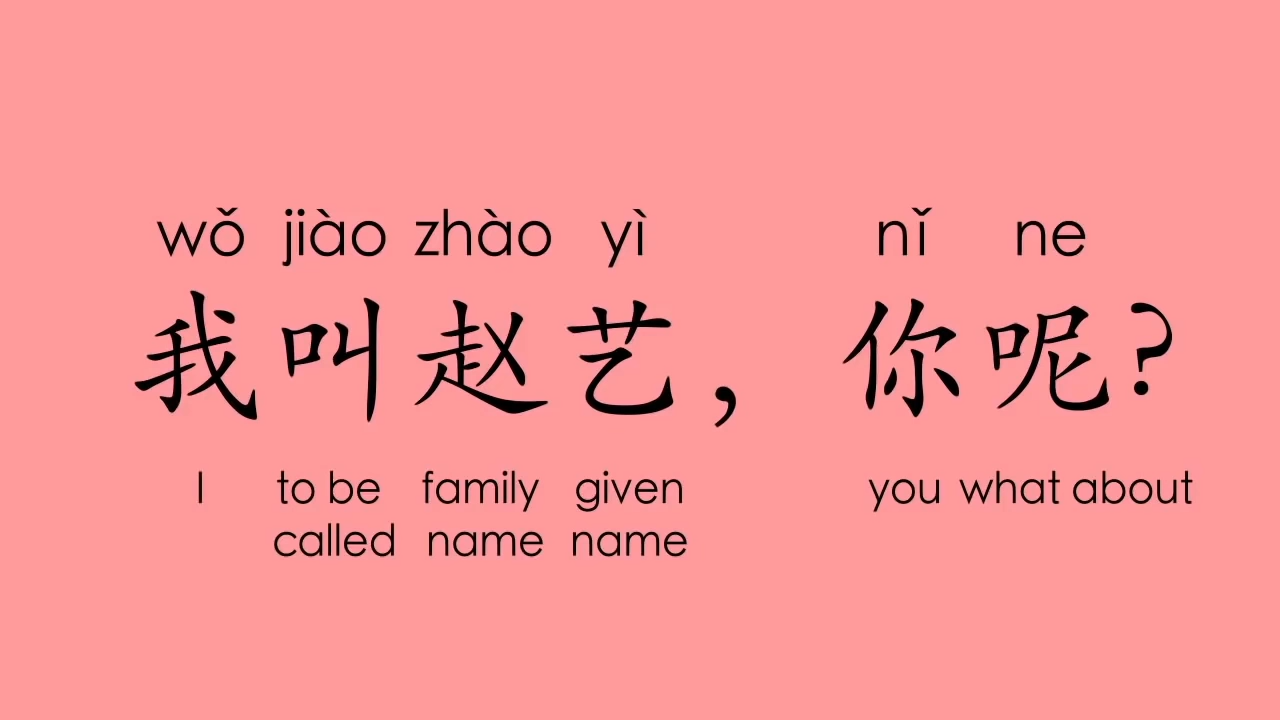 wǒ jiào zhào yì nǐ ne
我叫赵艺，你呢?
I to be family given you what about
called name name